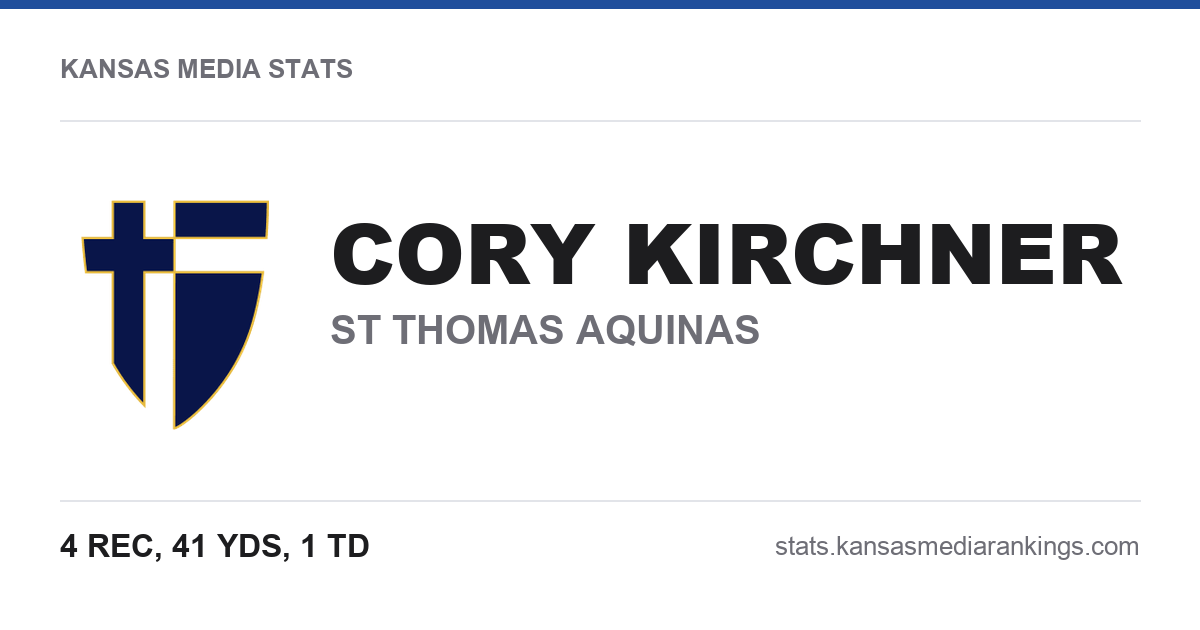 KANSAS MEDIA STATS
CORY KIRCHNER
ST THOMAS AQUINAS
4 REC, 41 YDS, 1 TD
stats.kansasmediarankings.com